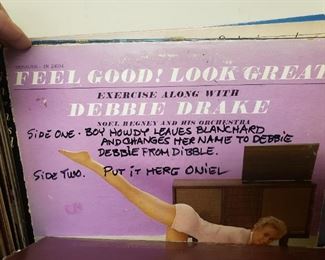 FEEL GOOD! LOOK GREAT
EXERCISE ALONG WITH
DEBBIE DRAKE
NOEL REGNEY AND HIS ORCHESTRA
SIDE ONE - BOY HOWDY LEAVES BLANCHARD
AND CHANGES HER NAME TO DEBBIE
DEBBIE FROM DIBBLE.
SIDE TWO. PUT IT HERE ONIEL